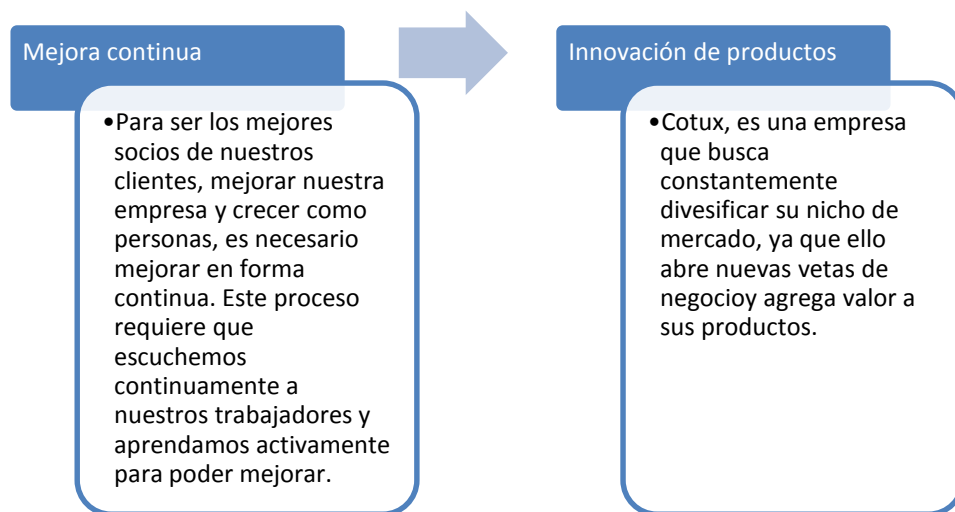 Mejora continua
•Para ser los mejores
socios de nuestros
clientes, mejorar nuestra
empresa y crecer como
personas, es necesario
mejorar en forma
continua. Este proceso
requiere que
escuchemos
continuamente a
nuestros trabajadores y
aprendamos activamente
para poder mejorar.
Innovación de productos
•Cotux, es una empresa
que busca
constantemente
divesificar su nicho de
mercado, ya que ello
abre nuevas vetas de
negocioy agrega valor a
sus productos.